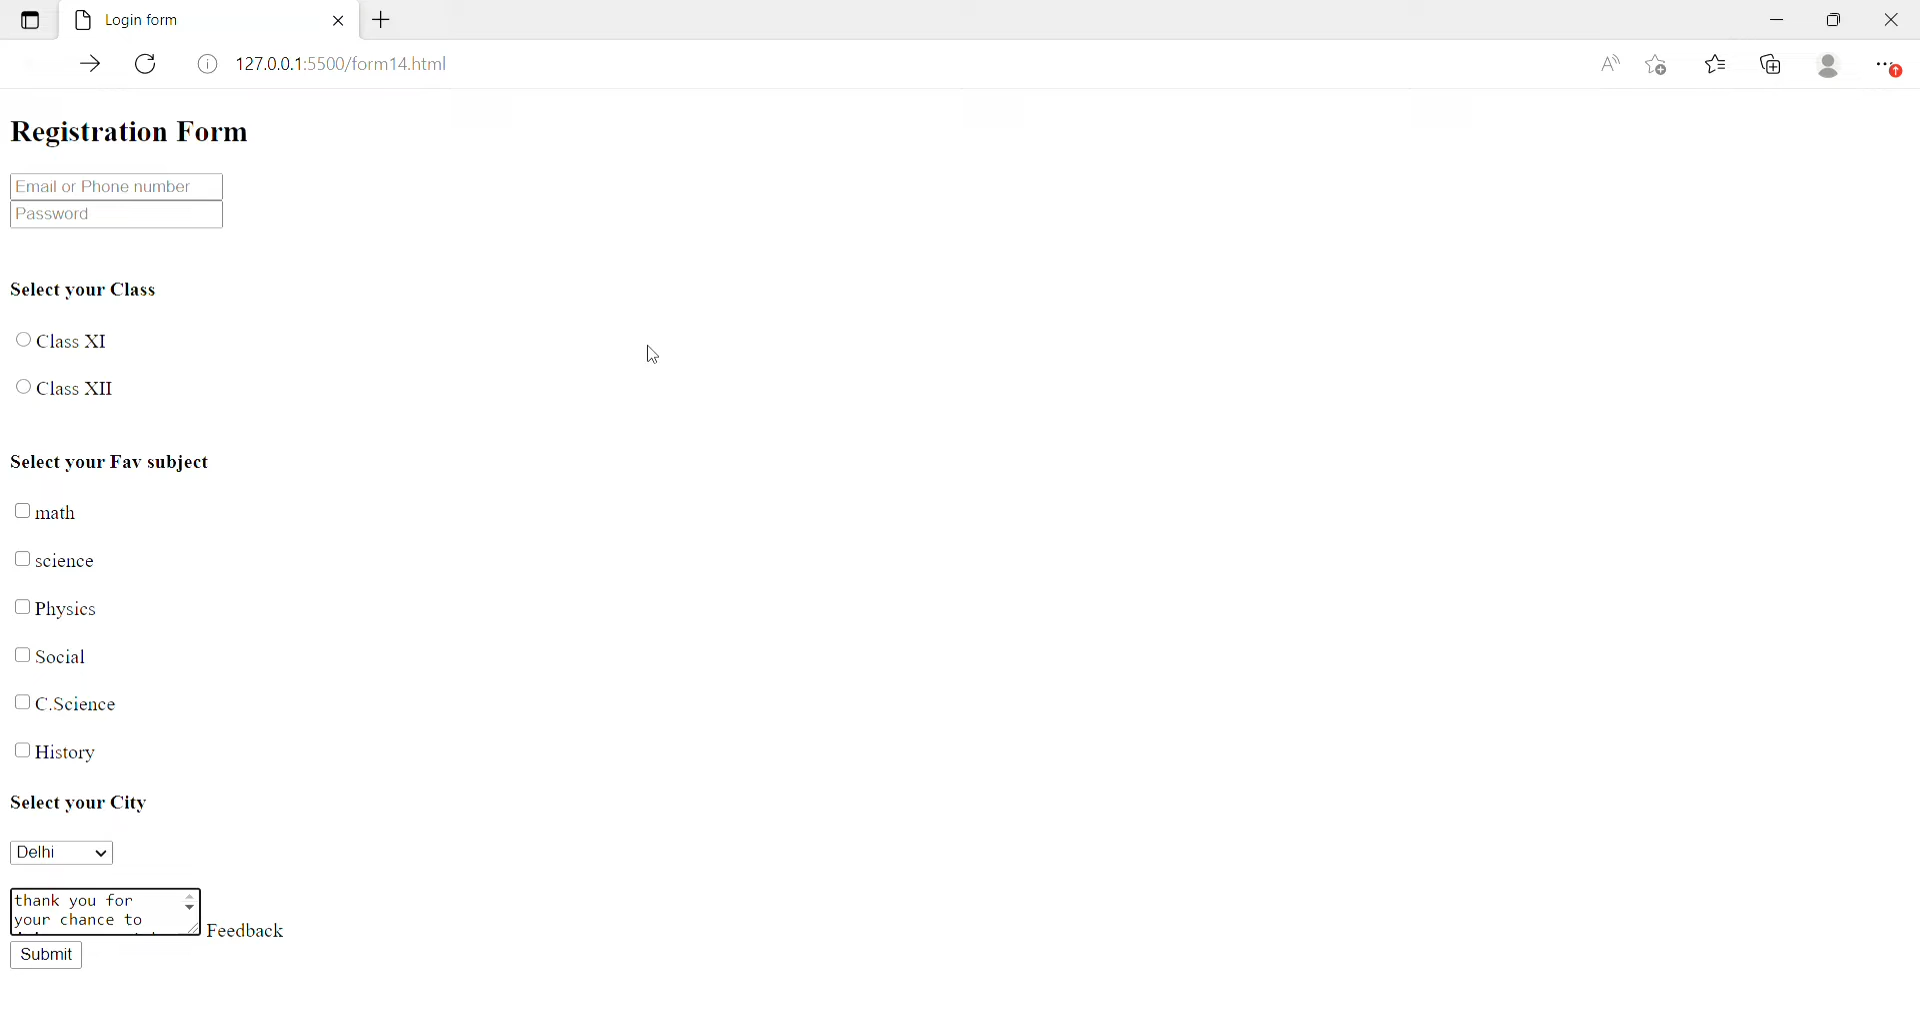 Login form
127.0.0.1:5500/form14.html
Registration Form
Email or Phone number
Password
Select your Class
Class XI
Class XII
Select your Fav subject
math
science
Physics
Social
C.Science
History
Select your City
Delhi
thank you for
your chance to
Feedback
Submit